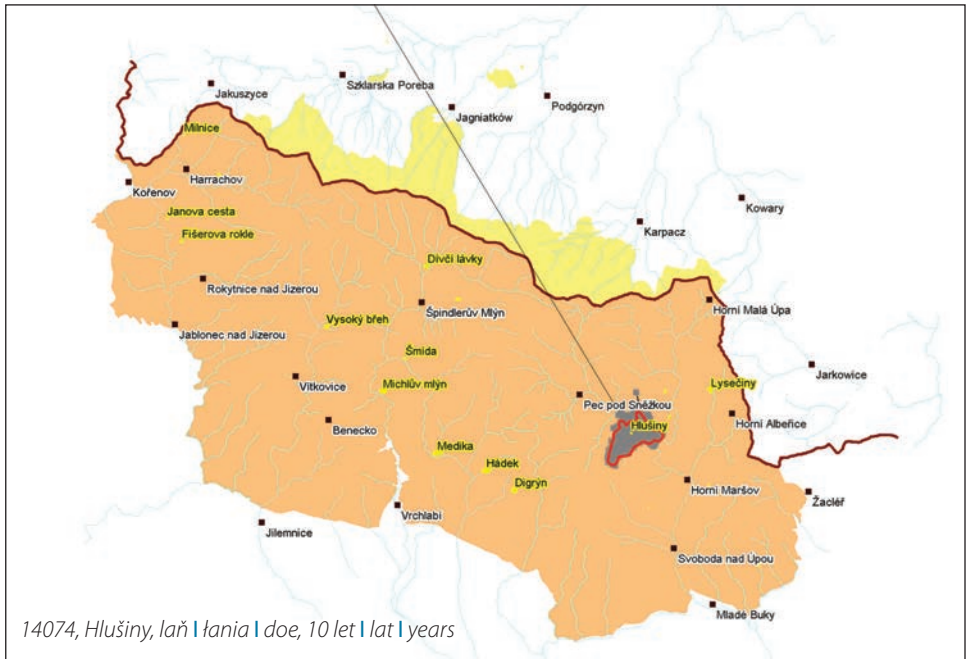 Szklarska Poreba
Jakuszyce
Podgórzyn
Jagniatków
Milnice
Harrachov
Kořenov
Kowary
Janova cesta
Karpacz
Fišerova rokle
Dívčí lávky
Rokytnice nad Jizerou
Horní Malá Úpa
Špindlerův Mlýn
Vysoký břeh
Jablonec nad Jizerou
Šmída
Jarkowice
Vítkovice
Michlův mlýn
Lysečiny
Pec pod Sněžkou
Benecko
Hlušiny
Horní Albeřice
Medika
Hádek
Digrýn
Horní Maršov
Žacléř
Vrchlabí
Jilemnice
Svoboda nad Úpou
Mladé Buky
14074, Hlušiny, laň | łania | doe, 10 let | lat | years